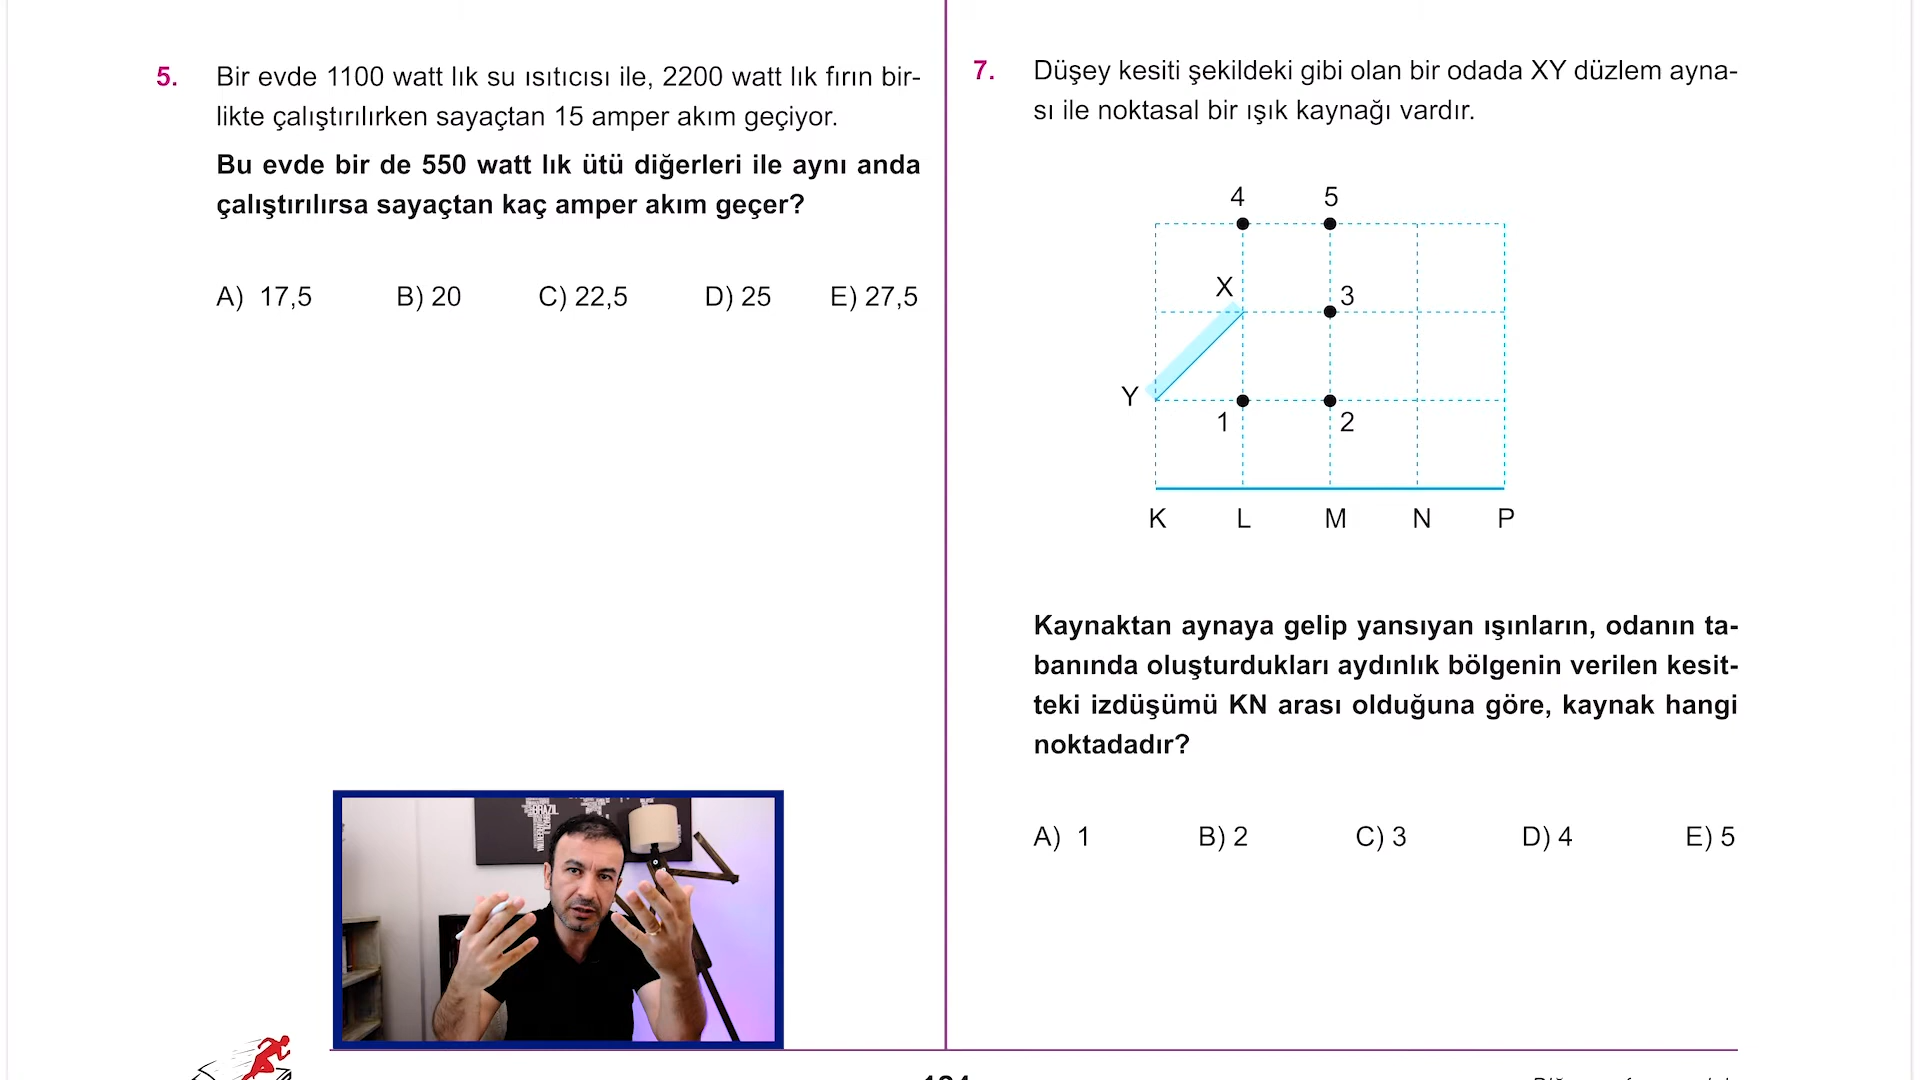 5. Bir evde 1100 watt lık su ısıtıcısı ile, 2200 watt lık fırın bir-
likte çalıştırılırken sayaçtan 15 amper akım geçiyor.
Bu evde bir de 550 watt lık ütü diğerleri ile aynı anda
çalıştırılırsa sayaçtan kaç amper akım geçer?
A) 17,5 B) 20 C) 22,5 D) 25 E) 27,5
7. Düşey kesiti şekildeki gibi olan bir odada XY düzlem ayna-
sı ile noktasal bir ışık kaynağı vardır.
4 5
X 3
Y
1 2
K L M N P
Kaynaktan aynaya gelip yansıyan ışınların, odanın ta-
banında oluşturdukları aydınlık bölgenin verilen kesit-
teki izdüşümü KN arası olduğuna göre, kaynak hangi
noktadadır?
A) 1 B) 2 C) 3 D) 4 E) 5